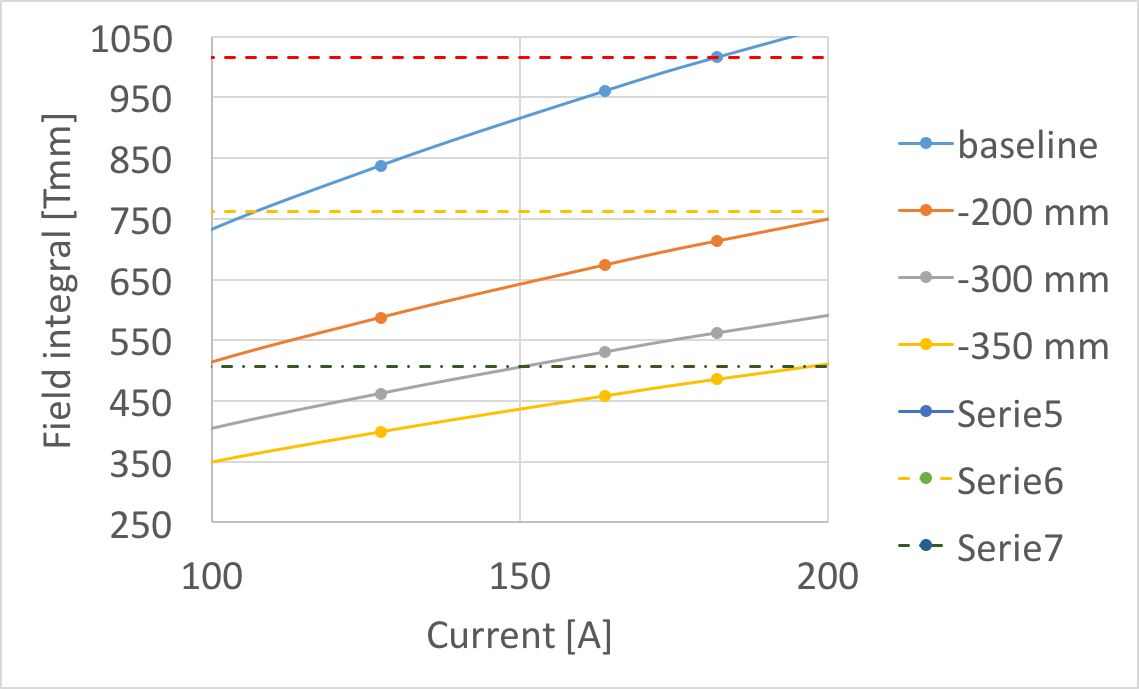 Field integral [Tmm]
1050
950
850
750
650
550
450
350
250
100 150 200
Current [A]
baseline
-200 mm
-300 mm
-350 mm
Serie5
Serie6
Serie7